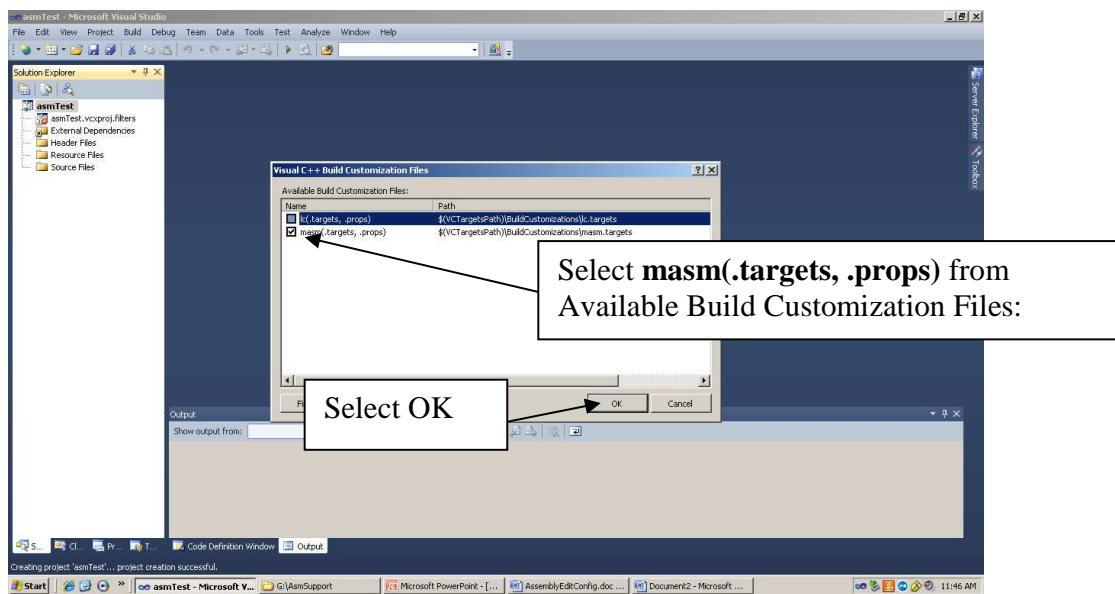 asmTest - Microsoft Visual Studio
File Edit View Project Build Debug Team Data Tools Test Analyze Window Help
Solution Explorer
asmTest
asmTest.vcxproj.filters
External Dependencies
Header Files
Resource Files
Source Files
Server Explorer
Toolbox
Visual C++ Build Customization Files
Available Build Customization Files:
Name Path
lc(.targets, .props) $(VCTargetsPath)\BuildCustomizations\lc.targets
masm(.targets, .props) $(VCTargetsPath)\BuildCustomizations\masm.targets
Select masm(.targets, .props) from
Available Build Customization Files:
Select OK
OK Cancel
Output
Show output from:
S... Cl... Pr... T... Code Definition Window Output
Creating project 'asmTest'... project creation successful.
Start asmTest - Microsoft V... G:\AsmSupport Microsoft PowerPoint - [... AssemblyEditConfig.doc ... Document2 - Microsoft ... 11:46 AM